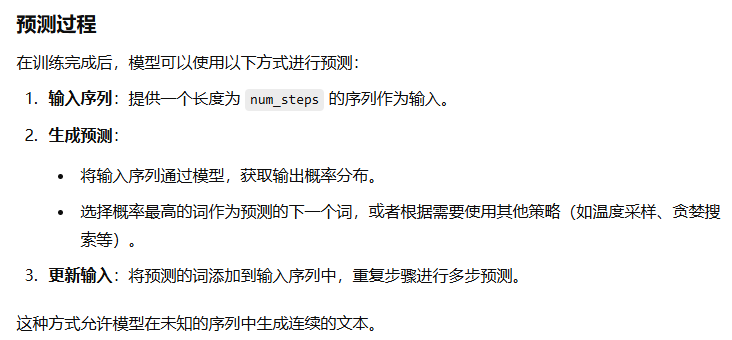 预测过程
在训练完成后，模型可以使用以下方式进行预测：
1. 输入序列：提供一个长度为 num_steps 的序列作为输入。
2. 生成预测：
• 将输入序列通过模型，获取输出概率分布。
• 选择概率最高的词作为预测的下一个词，或者根据需要使用其他策略（如温度采样、贪婪搜
索等）。
3. 更新输入：将预测的词添加到输入序列中，重复步骤进行多步预测。
这种方式允许模型在未知的序列中生成连续的文本。